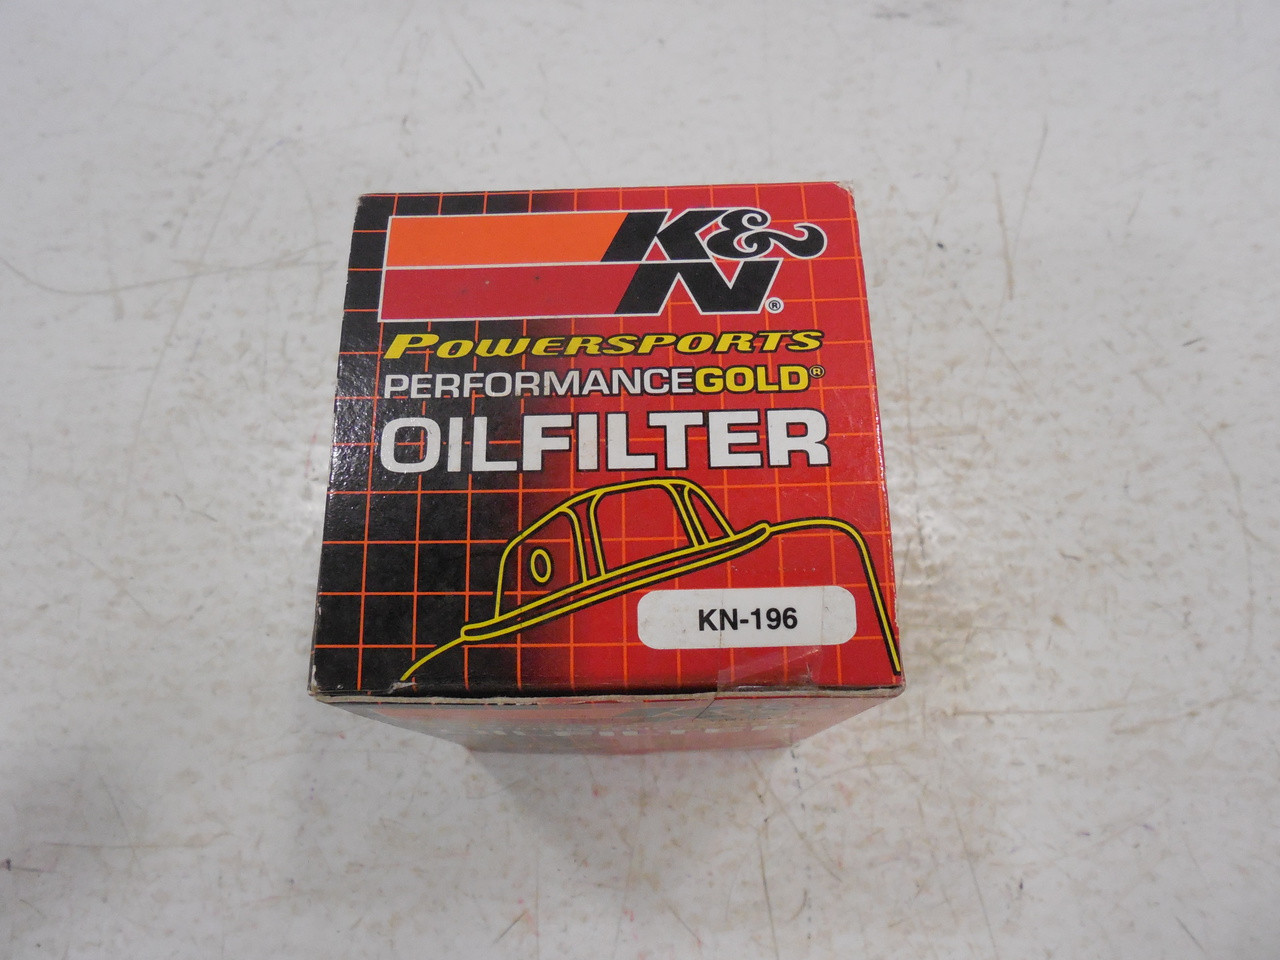 K&
N®
POWERSPORTS
PERFORMANCEGOLD®
OILFILTER
KN-196